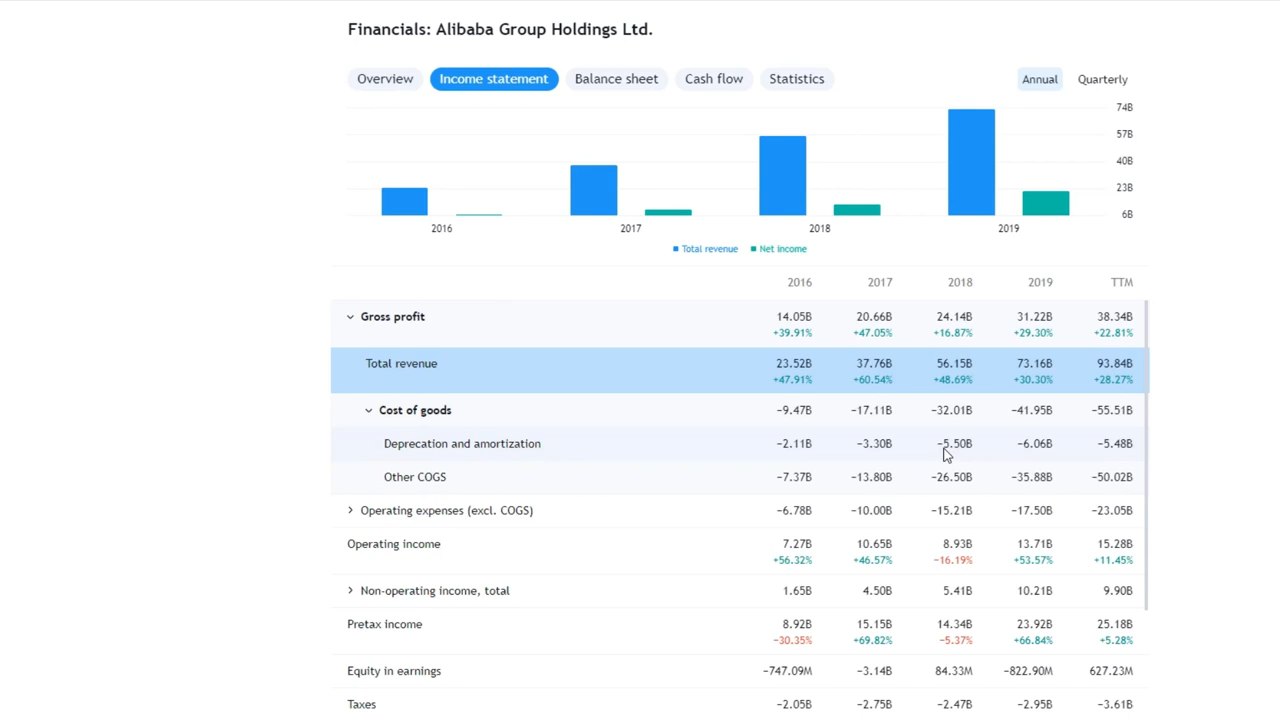 Financials: Alibaba Group Holdings Ltd.
Overview Income statement Balance sheet Cash flow Statistics Annual Quarterly
74B
57B
40B
23B
6B
2016 2017 2018 2019
Total revenue Net income
2016 2017 2018 2019 TTM
Gross profit 14.05B 20.66B 24.14B 31.22B 38.34B
+39.91% +47.05% +16.87% +29.30% +22.81%
Total revenue 23.52B 37.76B 56.15B 73.16B 93.84B
+47.91% +60.54% +48.69% +30.30% +28.27%
Cost of goods −9.47B −17.11B −32.01B −41.95B −55.51B
Deprecation and amortization −2.11B −3.30B −5.50B −6.06B −5.48B
Other COGS −7.37B −13.80B −26.50B −35.88B −50.02B
Operating expenses (excl. COGS) −6.78B −10.00B −15.21B −17.50B −23.05B
Operating income 7.27B 10.65B 8.93B 13.71B 15.28B
+56.32% +46.57% −16.19% +53.57% +11.45%
Non-operating income, total 1.65B 4.50B 5.41B 10.21B 9.90B
Pretax income 8.92B 15.15B 14.34B 23.92B 25.18B
−30.35% +69.82% −5.37% +66.84% +5.28%
Equity in earnings −747.09M −3.14B 84.33M −822.90M 627.23M
Taxes −2.05B −2.75B −2.47B −2.95B −3.61B